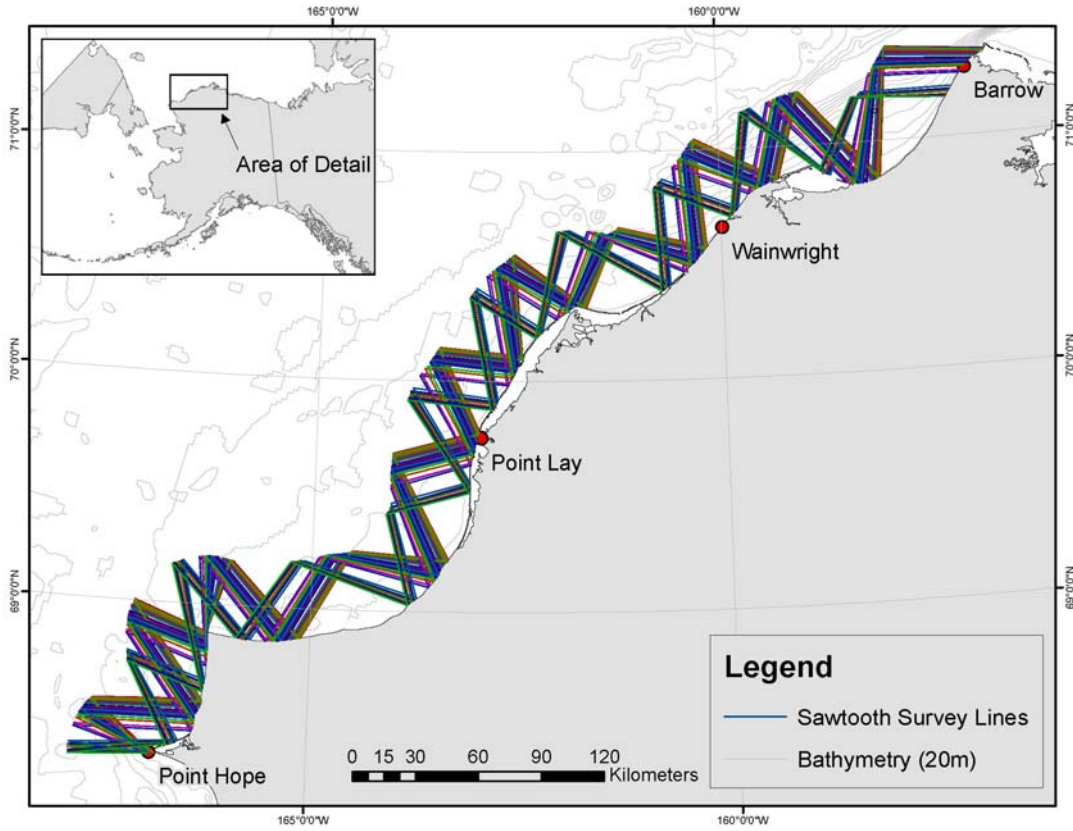 165°0'0"W
160°0'0"W
Area of Detail
Barrow
71°0'0"N
71°0'0"N
Wainwright
70°0'0"N
70°0'0"N
Point Lay
69°0'0"N
69°0'0"N
Legend
Sawtooth Survey Lines
Bathymetry (20m)
Point Hope
0 15 30 60 90 120
Kilometers
165°0'0"W
160°0'0"W